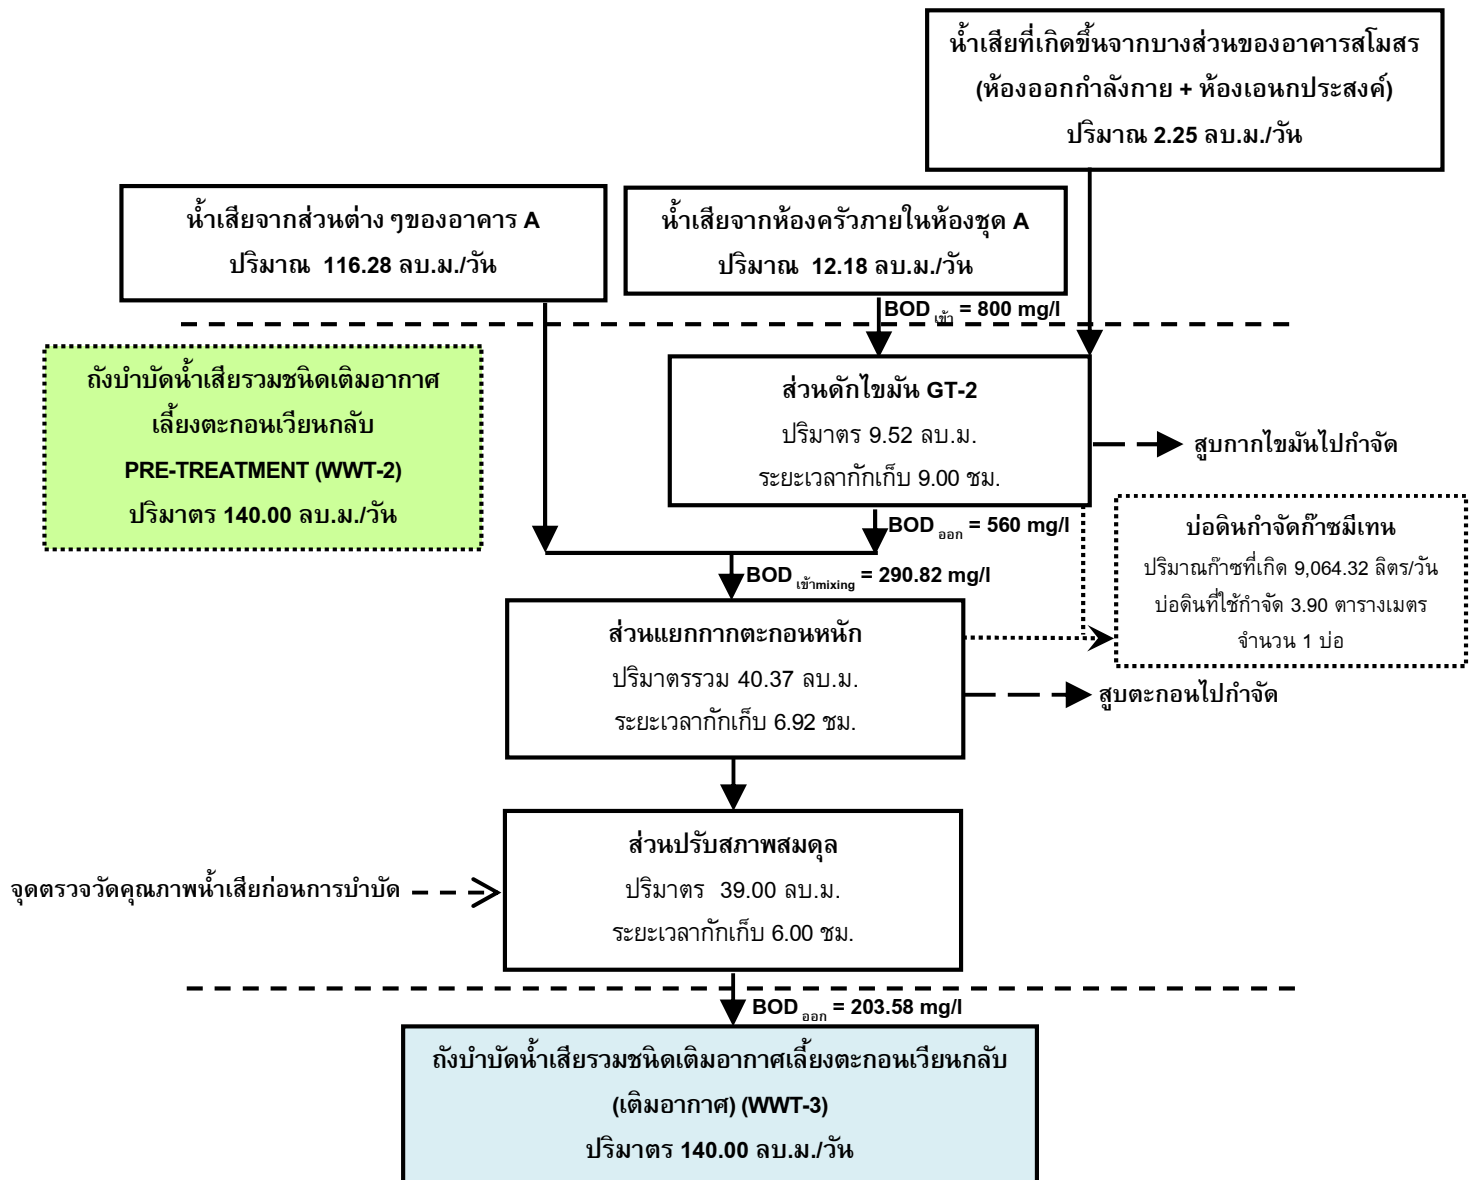 น้ำเสียที่เกิดขึ้นจากบางส่วนของอาคารสโมสร
(ห้องออกกำลังกาย + ห้องเอนกประสงค์)
ปริมาณ 2.25 ลบ.ม./วัน
น้ำเสียจากส่วนต่าง ๆของอาคาร A
ปริมาณ 116.28 ลบ.ม./วัน
น้ำเสียจากห้องครัวภายในห้องชุด A
ปริมาณ 12.18 ลบ.ม./วัน
BOD เข้า = 800 mg/l
ถังบำบัดน้ำเสียรวมชนิดเติมอากาศ
เลี้ยงตะกอนเวียนกลับ
PRE-TREATMENT (WWT-2)
ปริมาตร 140.00 ลบ.ม./วัน
ส่วนดักไขมัน GT-2
ปริมาตร 9.52 ลบ.ม.
ระยะเวลากักเก็บ 9.00 ชม.
สูบกากไขมันไปกำจัด
BOD ออก = 560 mg/l
บ่อดินกำจัดก๊าซมีเทน
ปริมาณก๊าซที่เกิด 9,064.32 ลิตร/วัน
บ่อดินที่ใช้กำจัด 3.90 ตารางเมตร
จำนวน 1 บ่อ
BOD เข้าmixing = 290.82 mg/l
ส่วนแยกกากตะกอนหนัก
ปริมาตรรวม 40.37 ลบ.ม.
ระยะเวลากักเก็บ 6.92 ชม.
สูบตะกอนไปกำจัด
ส่วนปรับสภาพสมดุล
ปริมาตร 39.00 ลบ.ม.
ระยะเวลากักเก็บ 6.00 ชม.
จุดตรวจวัดคุณภาพน้ำเสียก่อนการบำบัด
BOD ออก = 203.58 mg/l
ถังบำบัดน้ำเสียรวมชนิดเติมอากาศเลี้ยงตะกอนเวียนกลับ
(เติมอากาศ) (WWT-3)
ปริมาตร 140.00 ลบ.ม./วัน